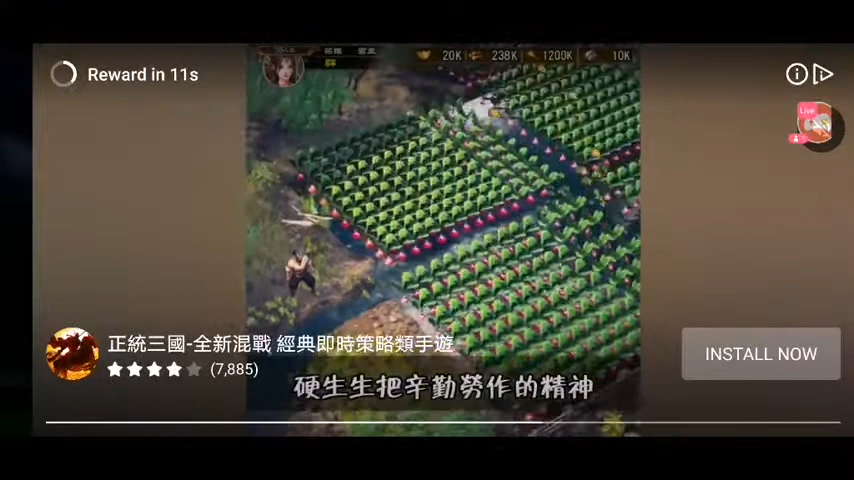 Reward in 11s
20K
238K
1200K
10K
群
Live
正統三國-全新混戰 經典即時策略類手遊
(7,885)
INSTALL NOW
硬生生把辛勤勞作的精神